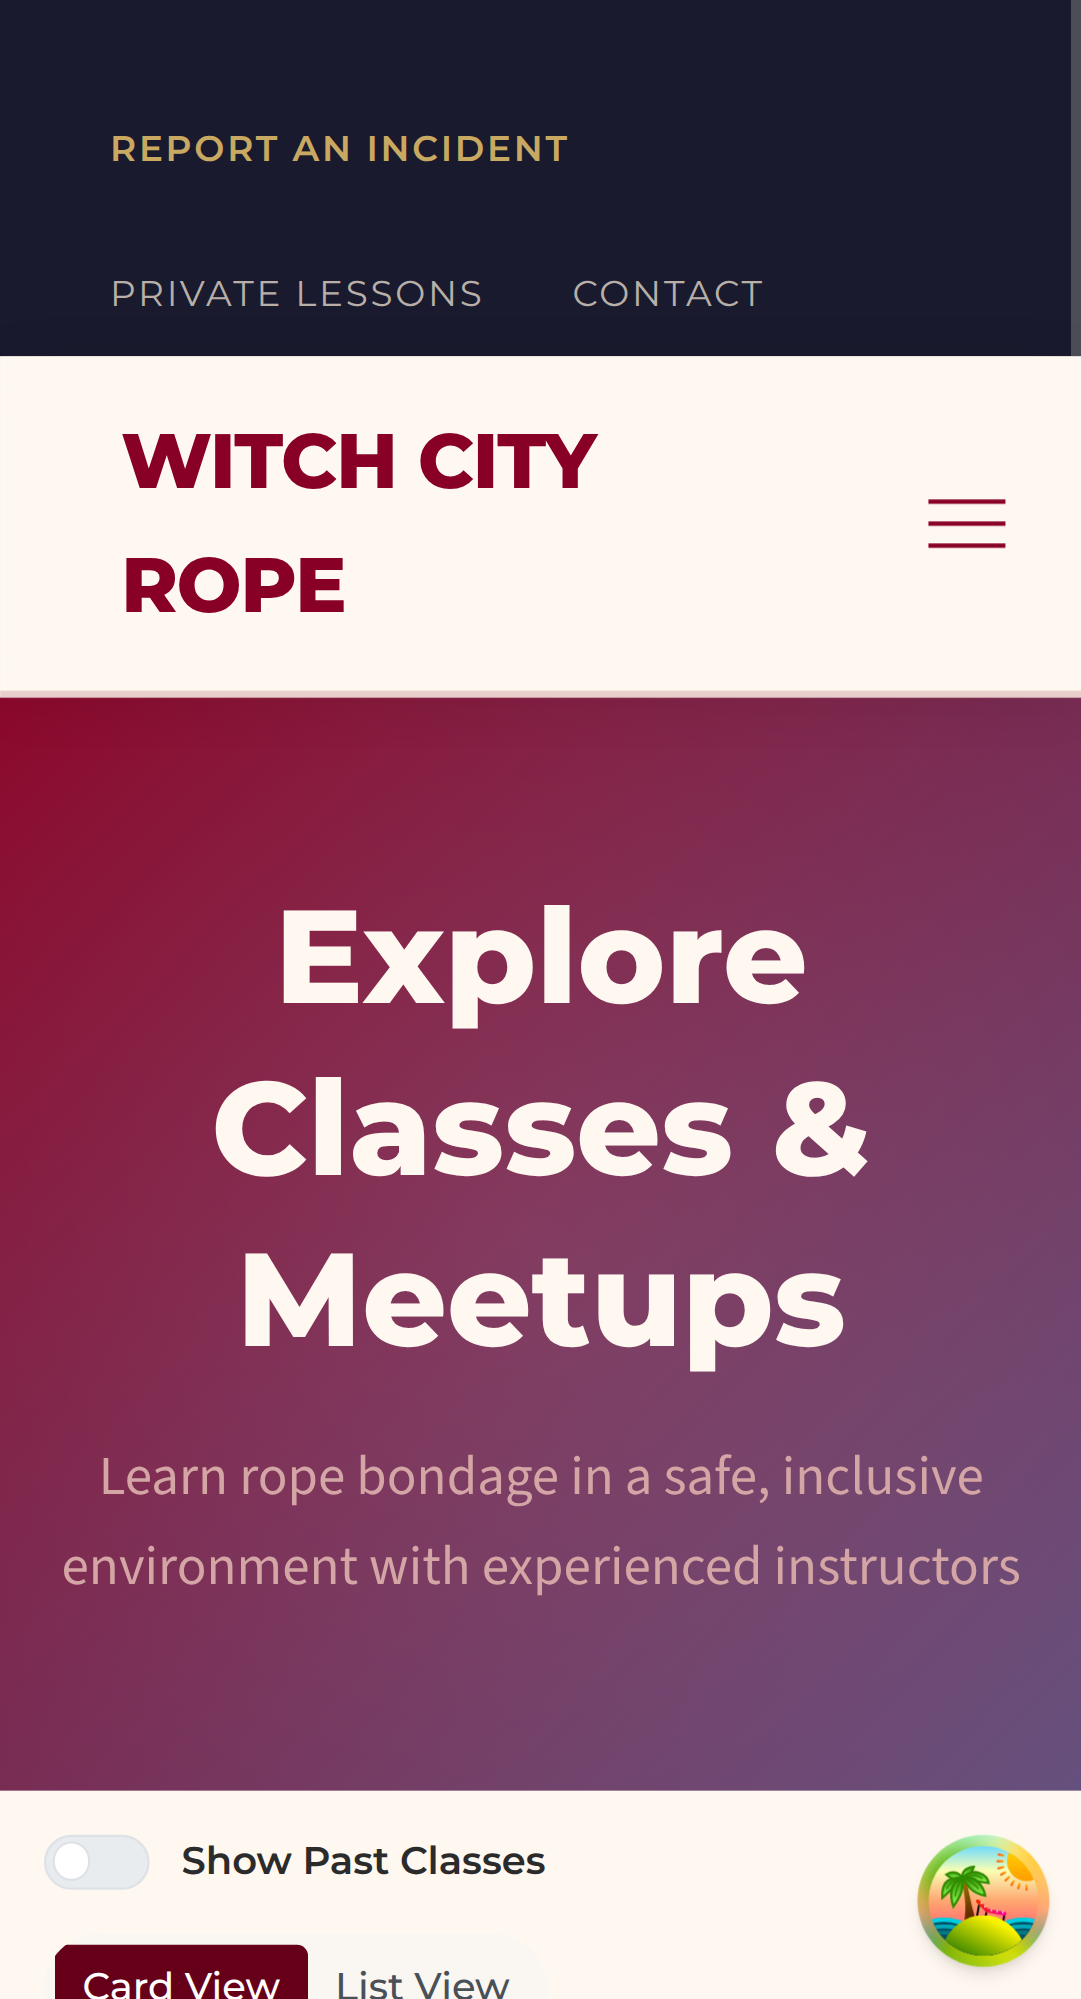 REPORT AN INCIDENT
PRIVATE LESSONS CONTACT
WITCH CITY
ROPE
Explore
Classes &
Meetups
Learn rope bondage in a safe, inclusive
environment with experienced instructors
Show Past Classes
Card View List View